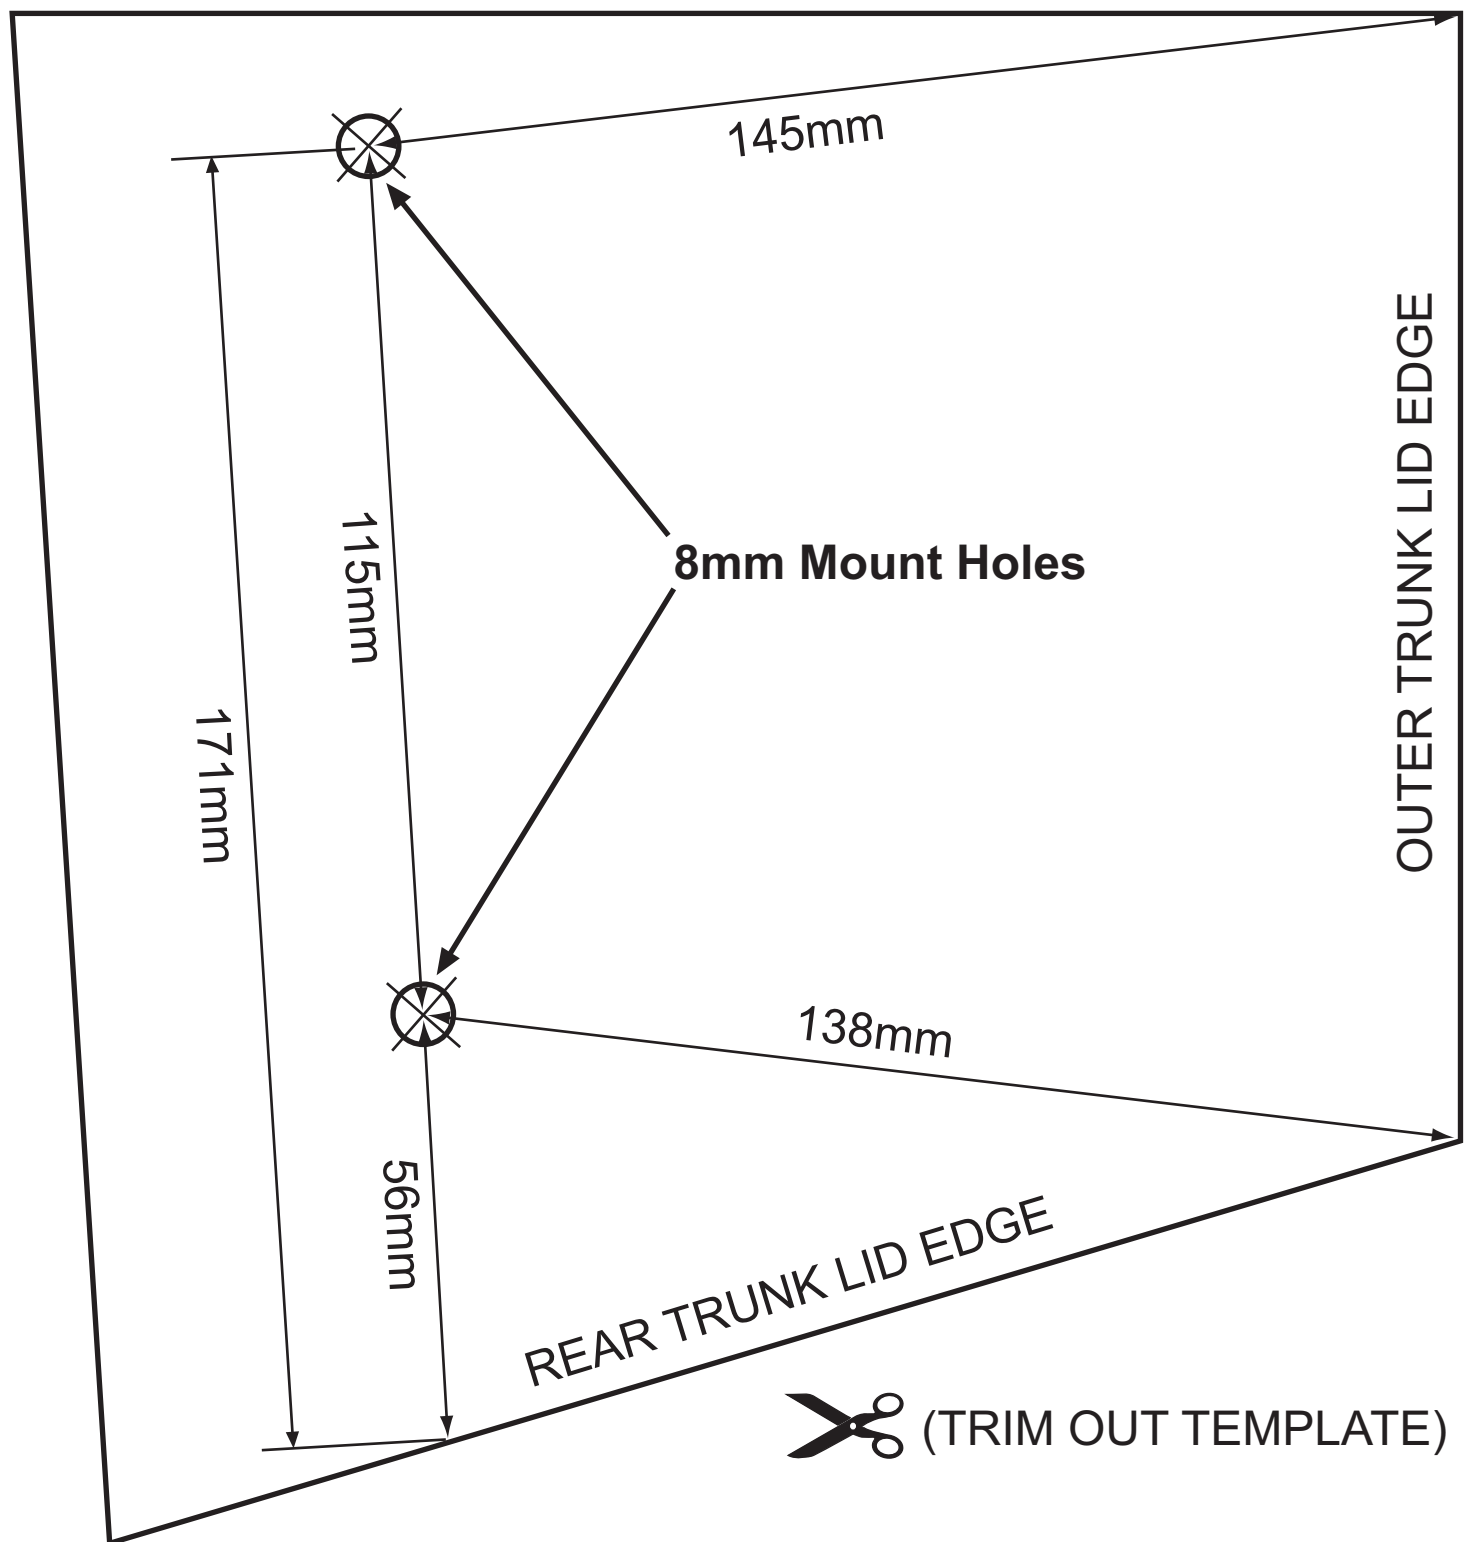 145mm
8mm Mount Holes
OUTER TRUNK LID EDGE
115mm
171mm
138mm
56mm
REAR TRUNK LID EDGE
(TRIM OUT TEMPLATE)